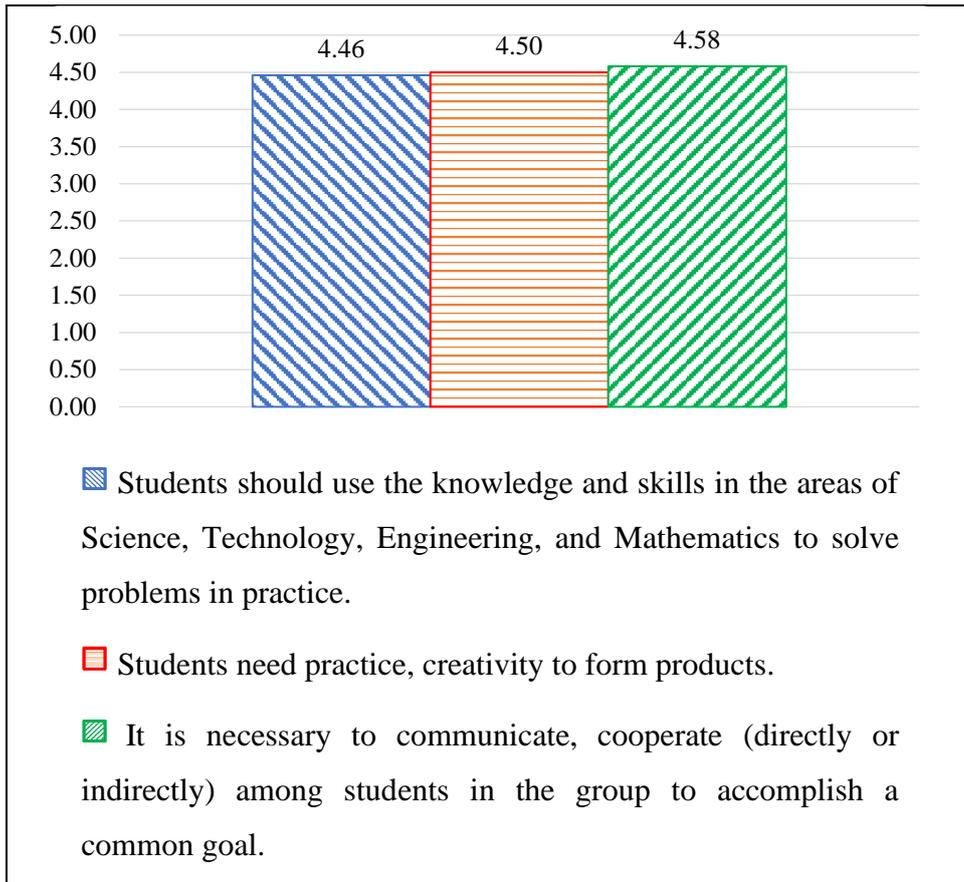 5.00
4.50
4.00
3.50
3.00
2.50
2.00
1.50
1.00
0.50
0.00
4.46
4.50
4.58
Students should use the knowledge and skills in the areas of
Science, Technology, Engineering, and Mathematics to solve
problems in practice.
Students need practice, creativity to form products.
It is necessary to communicate, cooperate (directly or
indirectly) among students in the group to accomplish a
common goal.